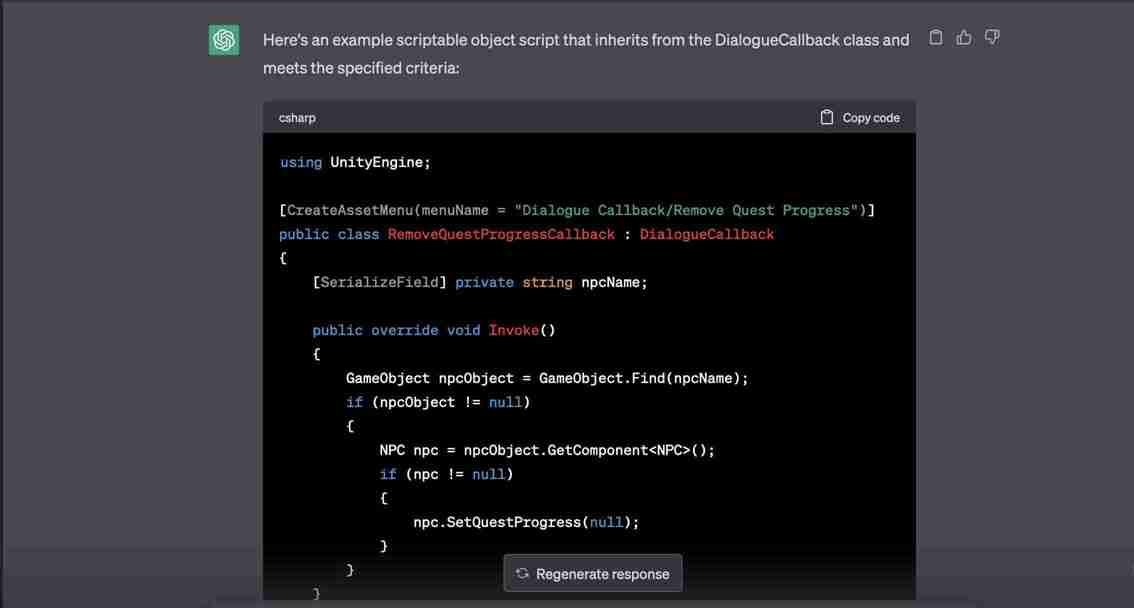 Here's an example scriptable object script that inherits from the DialogueCallback class and
meets the specified criteria:
csharp
Copy code
using UnityEngine;
[CreateAssetMenu(menuName = "Dialogue Callback/Remove Quest Progress")]
public class RemoveQuestProgressCallback : DialogueCallback
{
[SerializeField] private string npcName;
public override void Invoke()
{
GameObject npcObject = GameObject.Find(npcName);
if (npcObject != null)
{
NPC npc = npcObject.GetComponent<NPC>();
if (npc != null)
{
npc.SetQuestProgress(null);
}
}
Regenerate response
}